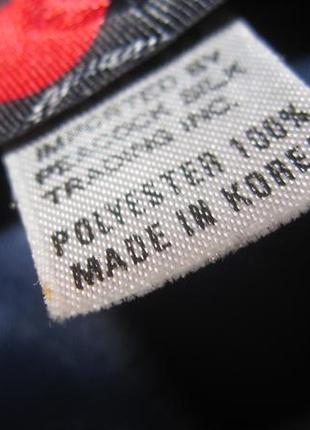 IMPORTED BY
PEACOCK SILK
TRADING INC.
POLYESTER 100%
MADE IN KOREA